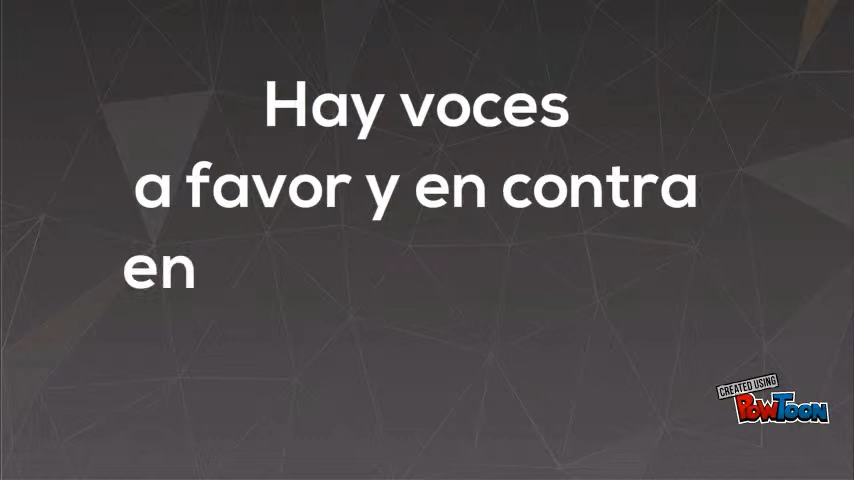 Hay voces
a favor y en contra
en
CREATED USING
POWTOON